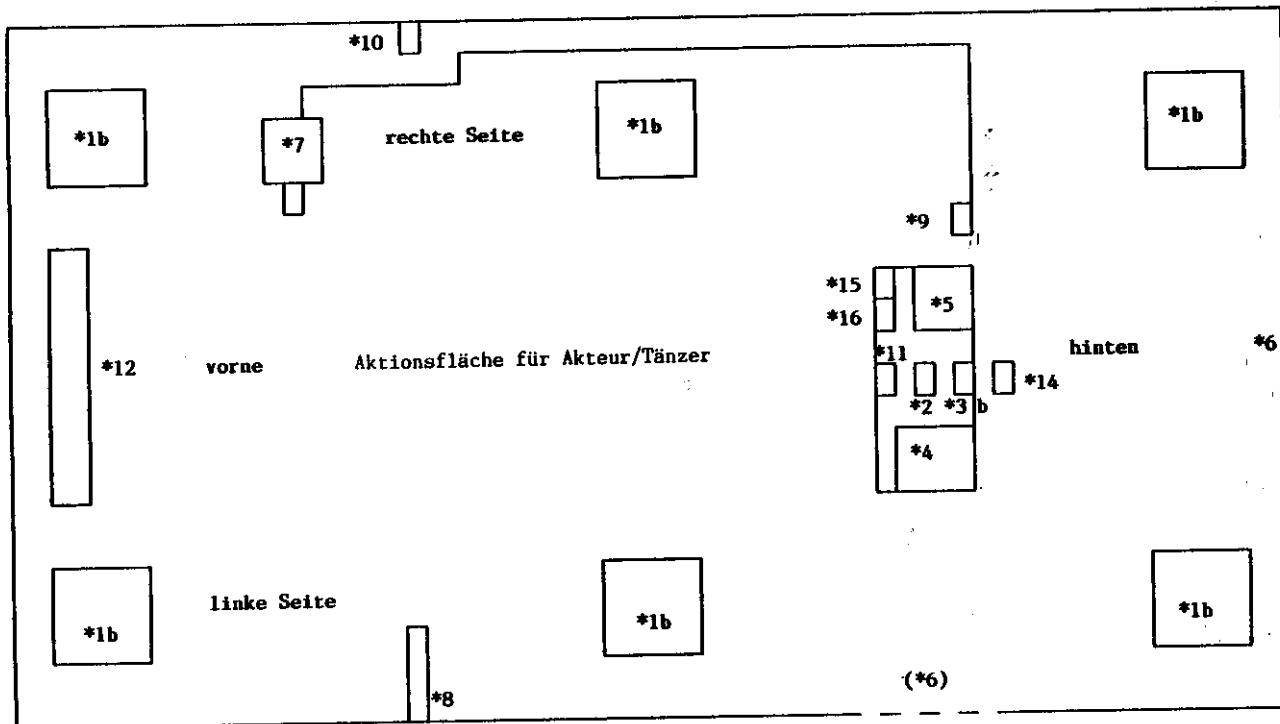 *10
*1b
*7
rechte Seite
*1b
*1b
*9
*15
*5
*16
*12
vorne
Aktionsfläche für Akteur/Tänzer
*11
hinten
*6
*14
*2
*3 b
*4
linke Seite
*1b
*1b
*1b
*8
(*6)